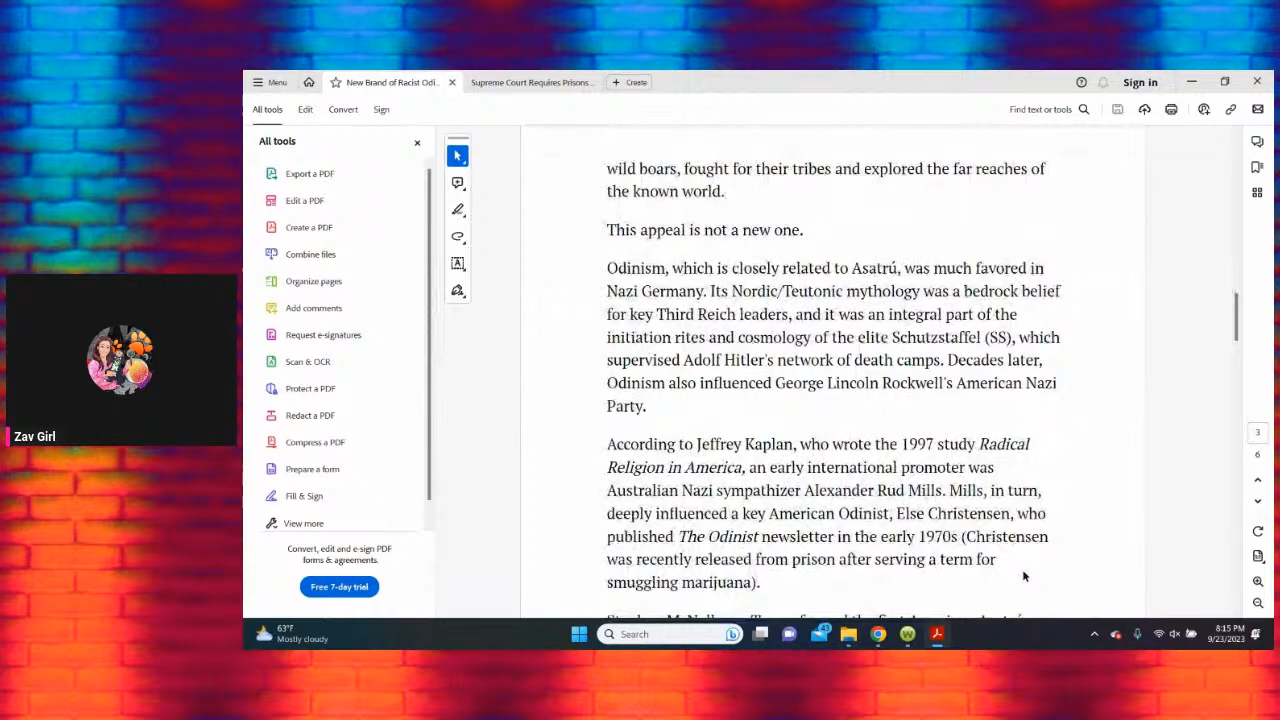 Menu
New Brand of Racist Odi...
Supreme Court Requires Prisons...
+ Create
Sign in
All tools
Edit
Convert
Sign
Find text or tools
All tools
Export a PDF
Edit a PDF
Create a PDF
Combine files
Organize pages
Add comments
Request e-signatures
Scan & OCR
Protect a PDF
Redact a PDF
Compress a PDF
Prepare a form
Fill & Sign
View more
Convert, edit and e-sign PDF
forms & agreements.
Free 7-day trial
wild boars, fought for their tribes and explored the far reaches of
the known world.
This appeal is not a new one.
Odinism, which is closely related to Asatrú, was much favored in
Nazi Germany. Its Nordic/Teutonic mythology was a bedrock belief
for key Third Reich leaders, and it was an integral part of the
initiation rites and cosmology of the elite Schutzstaffel (SS), which
supervised Adolf Hitler's network of death camps. Decades later,
Odinism also influenced George Lincoln Rockwell's American Nazi
Party.
According to Jeffrey Kaplan, who wrote the 1997 study Radical
Religion in America, an early international promoter was
Australian Nazi sympathizer Alexander Rud Mills. Mills, in turn,
deeply influenced a key American Odinist, Else Christensen, who
published The Odinist newsletter in the early 1970s (Christensen
was recently released from prison after serving a term for
smuggling marijuana).
3
6
Zav Girl
63°F
Mostly cloudy
Search
8:15 PM
9/23/2023